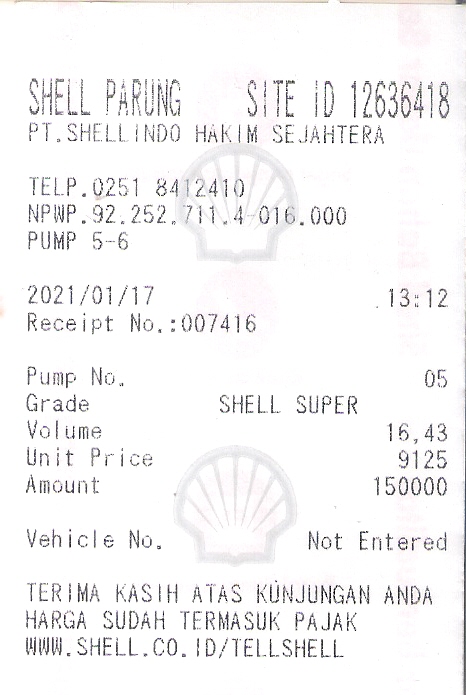 SHELL PARUNG SITE ID 12636418
PT.SHELLINDO HAKIM SEJAHTERA
TELP.0251 8412410
NPWP.92.252.711.4-016.000
PUMP 5-6
2021/01/17 13:12
Receipt No.:007416
Pump No. 05
Grade SHELL SUPER
Volume 16,43
Unit Price 9125
Amount 150000
Vehicle No. Not Entered
TERIMA KASIH ATAS KUNJUNGAN ANDA
HARGA SUDAH TERMASUK PAJAK
WWW.SHELL.CO.ID/TELLSHELL